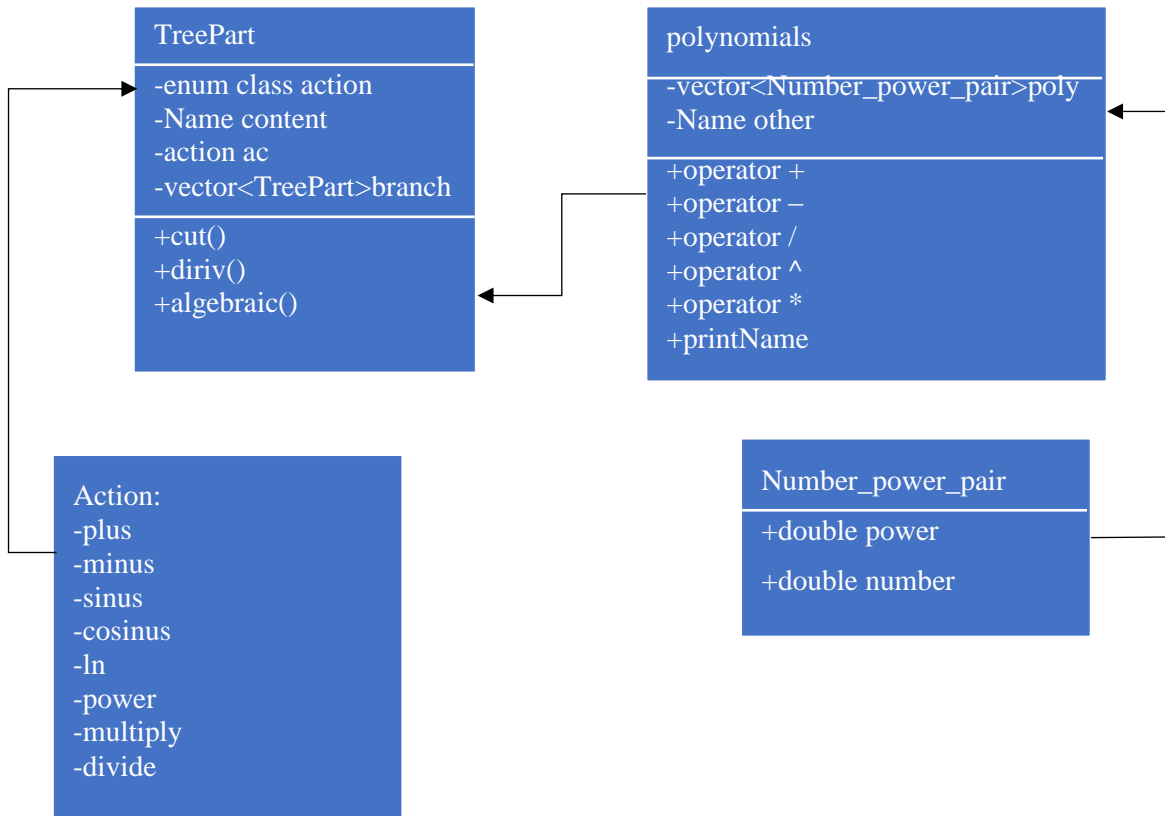 TreePart
-enum class action
-Name content
-action ac
-vector<TreePart>branch
+cut()
+diriv()
+algebraic()
polynomials
-vector<Number_power_pair>poly
-Name other
+operator +
+operator –
+operator /
+operator ^
+operator *
+printName
Action:
-plus
-minus
-sinus
-cosinus
-ln
-power
-multiply
-divide
Number_power_pair
+double power
+double number